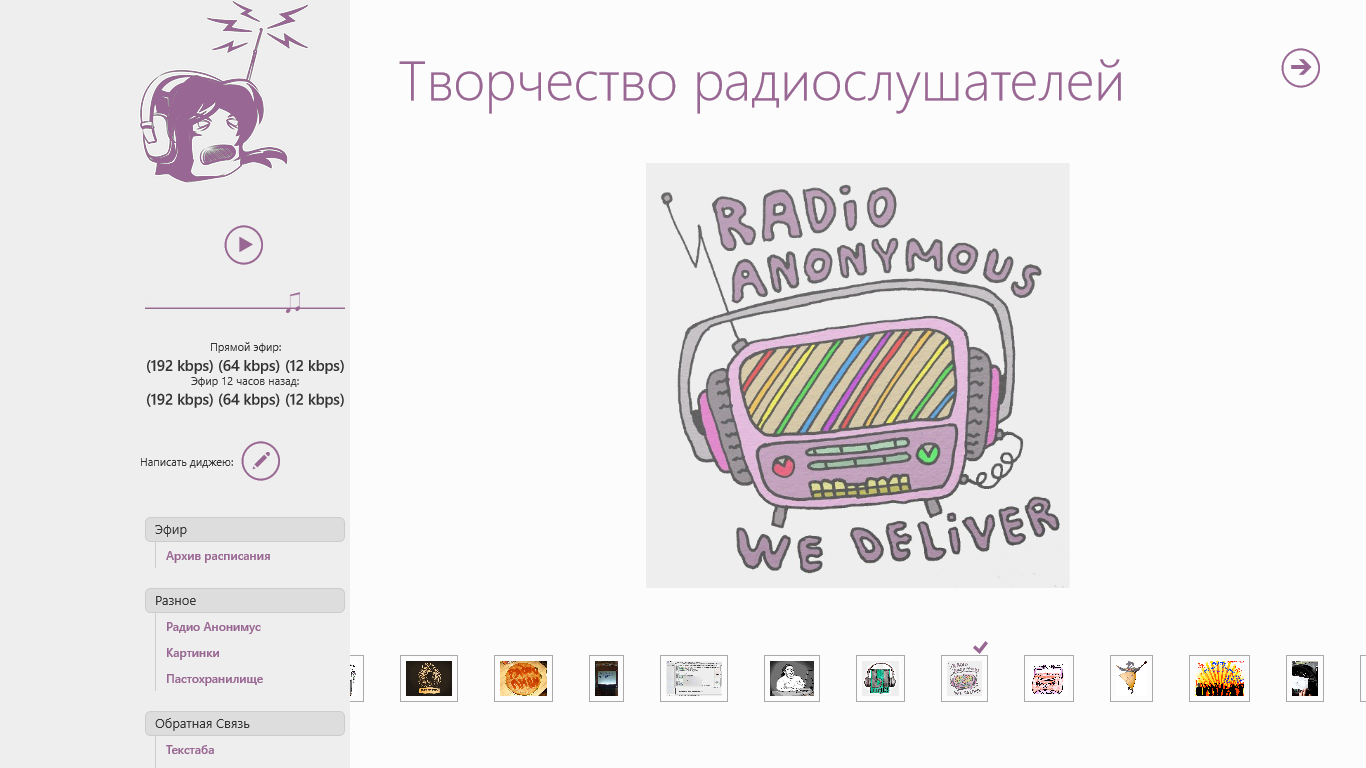 Творчество радиослушателей
RADiO
ANONYMOUS
WE DELiVER
Прямой эфир:
(192 kbps) (64 kbps) (12 kbps)
Эфир 12 часов назад:
(192 kbps) (64 kbps) (12 kbps)
Написать диджею:
Эфир
Архив расписания
Разное
Радио Анонимус
Картинки
Пастохранилище
Обратная Связь
Текстаба